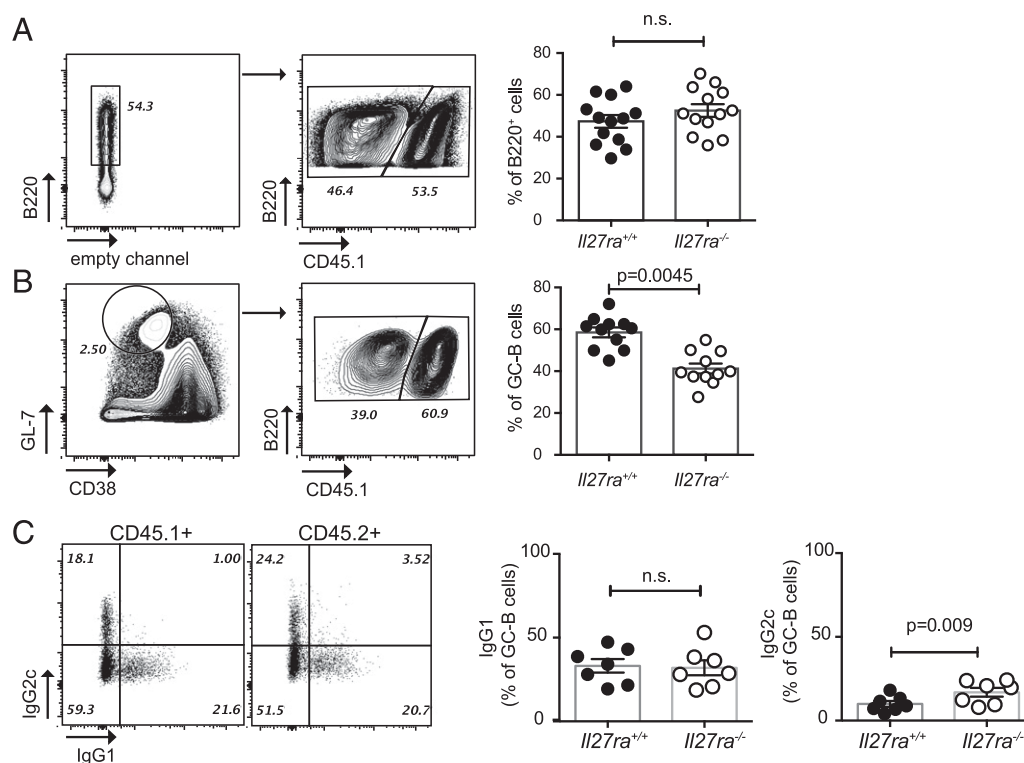 A
n.s.
54.3
46.4
53.5
B220
B220
empty channel
CD45.1
% of B220+ cells
80
60
40
20
0
Il27ra+/+
Il27ra-/-
B
p=0.0045
2.50
39.0
60.9
GL-7
B220
CD38
CD45.1
% of GC-B cells
80
60
40
20
0
Il27ra+/+
Il27ra-/-
C
CD45.1+
CD45.2+
18.1
1.00
24.2
3.52
59.3
21.6
51.5
20.7
IgG2c
IgG1
IgG1
(% of GC-B cells)
100
50
0
n.s.
Il27ra+/+
Il27ra-/-
IgG2c
(% of GC-B cells)
100
50
0
p=0.009
Il27ra+/+
Il27ra-/-